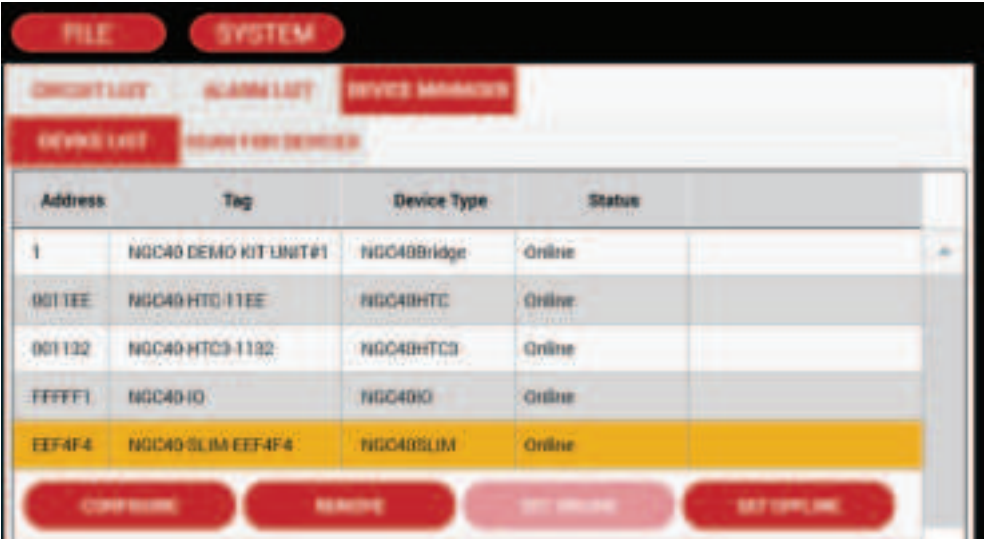 FILE SYSTEM
CIRCUIT LIST ALARM LIST DEVICE MANAGER
DEVICE LIST SCAN FOR DEVICES
Address Tag Device Type Status
1 NGC40 DEMO KIT UNIT#1 NGC40Bridge Online
0011EE NGC40-HTC-11EE NGC40HTC Online
001132 NGC40-HTC3-1132 NGC40HTC3 Online
FFFFF1 NGC40-IO NGC40IO Online
EEF4F4 NGC40-SLIM-EEF4F4 NGC40SLIM Online
CONFIGURE REMOVE SET ONLINE SET OFFLINE